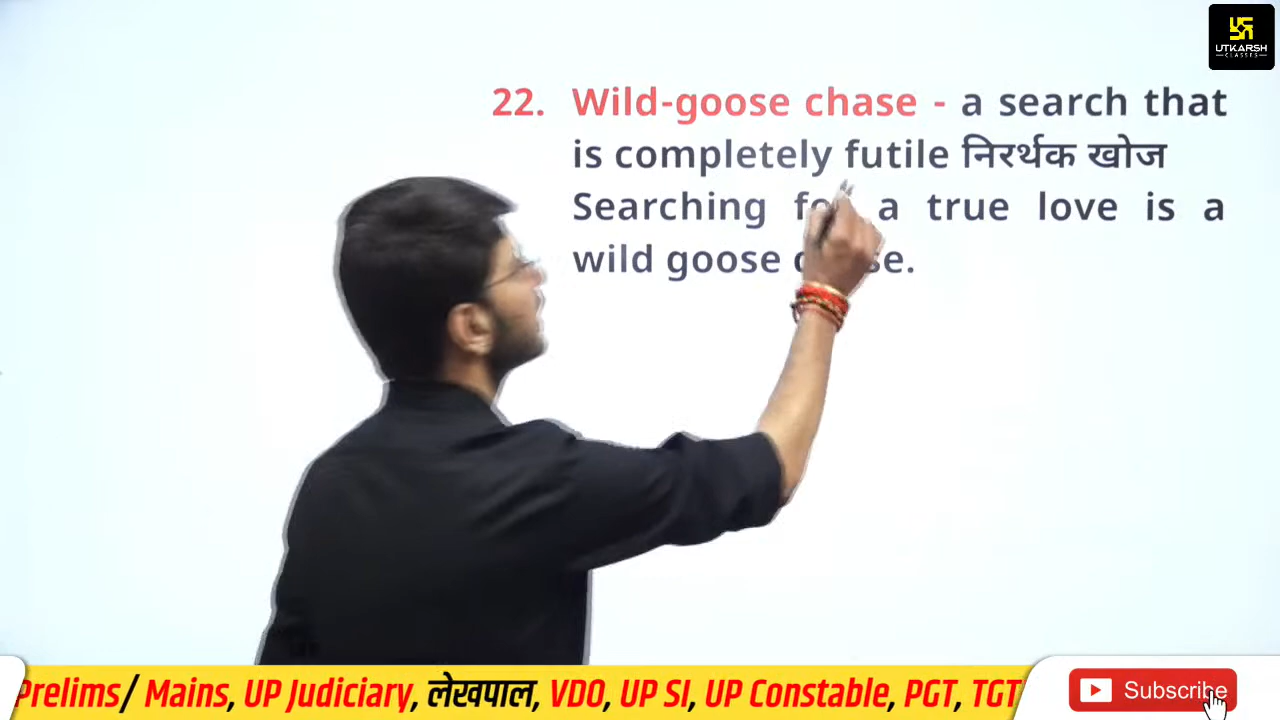 UTKARSH
CLASSES
22. Wild-goose chase - a search that
is completely futile निरर्थक खोज
Searching a true love is a
wild goose
Prelims/ Mains, UP Judiciary, लेखपाल, VDO, UP SI, UP Constable, PGT, TGT
Subscribe